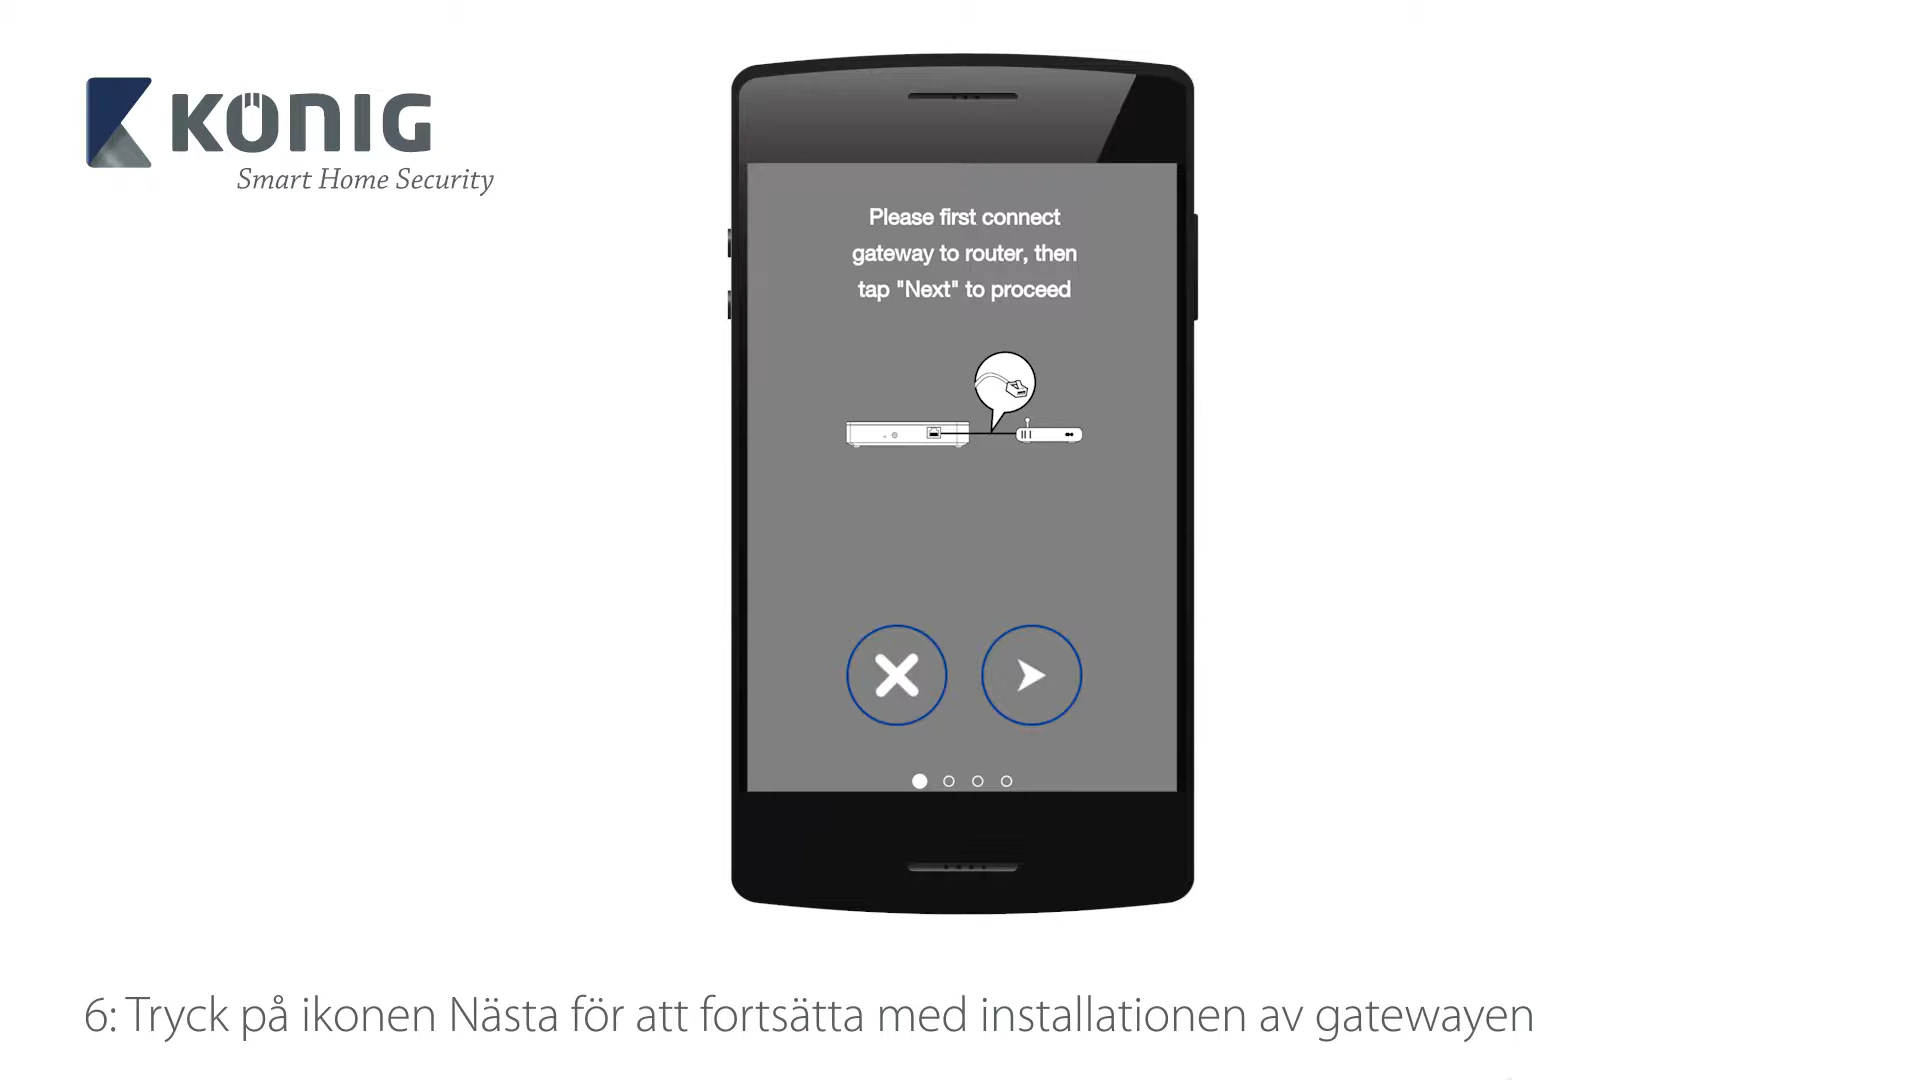 KÖNIG
Smart Home Security
Please first connect
gateway to router, then
tap "Next" to proceed
6: Tryck på ikonen Nästa för att fortsätta med installationen av gatewayen